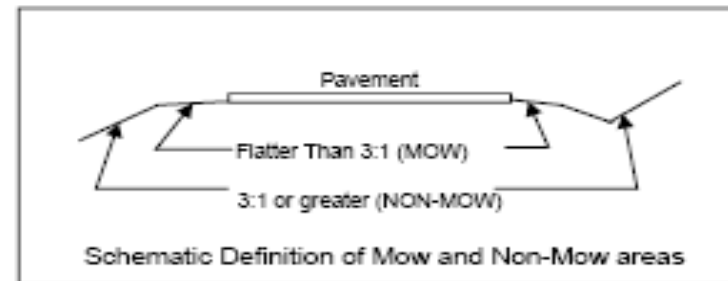 Pavement
Flatter Than 3:1 (MOW)
3:1 or greater (NON-MOW)
Schematic Definition of Mow and Non-Mow areas